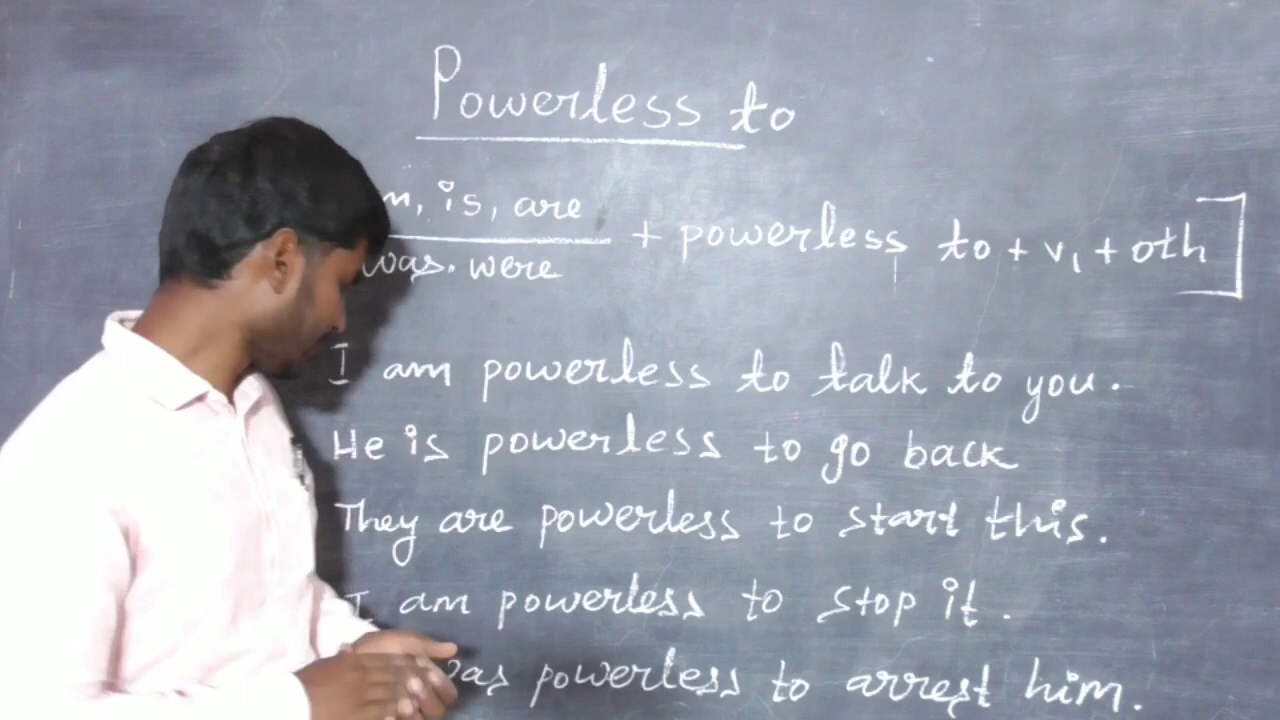 Powerless to
is, are
was, were + powerless to + V₁ + oth]
I am powerless to talk to you.
He is powerless to go back
They are powerless to start this.
I am powerless to stop it.
was powerless to arrest him.